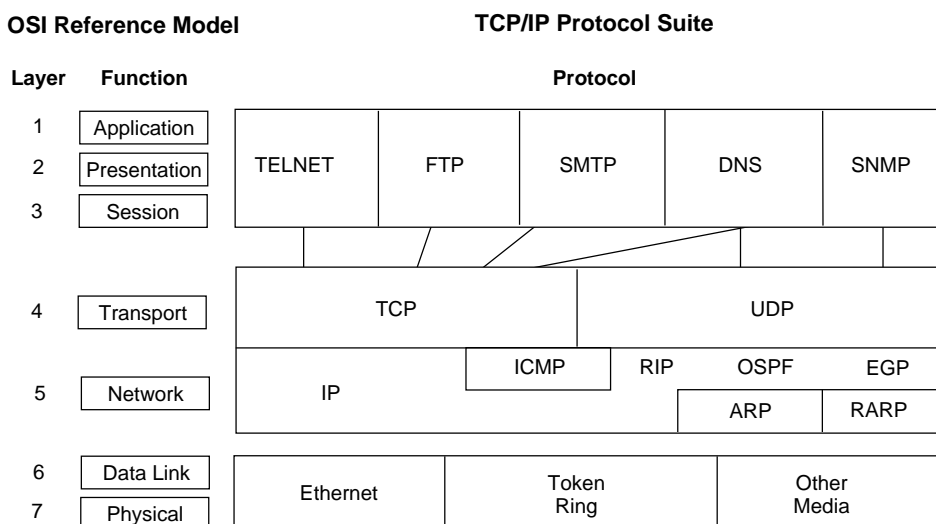 OSI Reference Model TCP/IP Protocol Suite
Layer Function Protocol
1 Application
2 Presentation TELNET FTP SMTP DNS SNMP
3 Session
4 Transport TCP UDP
ICMP RIP OSPF EGP
5 Network IP
ARP RARP
6 Data Link Ethernet Token Ring Other Media
7 Physical